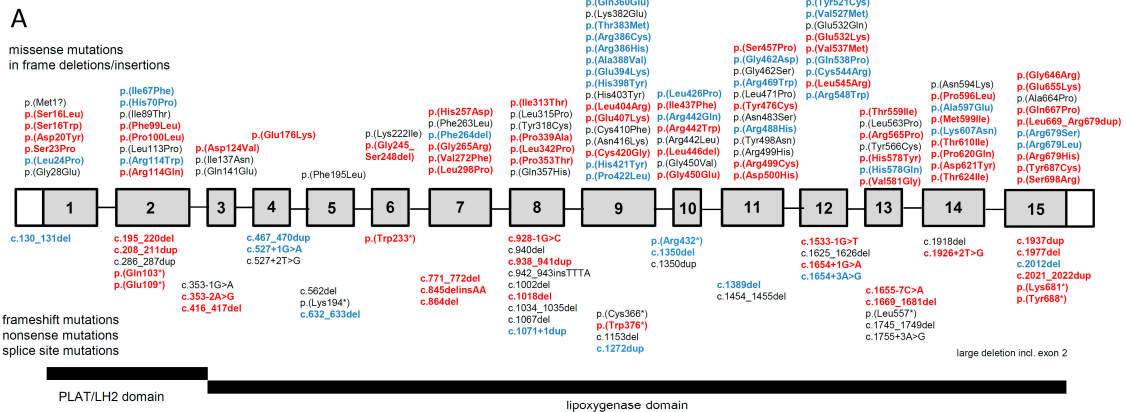 A
missense mutations
in frame deletions/insertions
p.(Met1?)
p.(Ser16Leu)
p.(Ser16Trp)
p.(Asp20Tyr)
p.(Ser23Pro)
p.(Leu24Pro)
p.(Gly28Glu)
p.(Ile67Phe)
p.(His70Pro)
p.(Ile89Thr)
p.(Phe99Leu)
p.(Pro100Leu)
p.(Leu113Pro)
p.(Arg114Trp)
p.(Arg114Gln)
p.(Asp124Val)
p.(Ile137Asn)
p.(Gln141Glu)
p.(Glu176Lys)
p.(Phe195Leu)
p.(Lys222Ile)
p.(Gly245_
Ser248del)
p.(His257Asp)
p.(Phe263Leu)
p.(Phe264del)
p.(Gly265Arg)
p.(Val272Phe)
p.(Leu298Pro)
p.(Ile313Thr)
p.(Leu315Pro)
p.(Tyr318Cys)
p.(Pro339Ala)
p.(Leu342Pro)
p.(Pro353Thr)
p.(Gln357His)
p.(Gln360Glu)
p.(Lys382Glu)
p.(Thr383Met)
p.(Arg386Cys)
p.(Arg386His)
p.(Ala388Val)
p.(Glu394Lys)
p.(His398Tyr)
p.(His403Tyr)
p.(Leu404Arg)
p.(Glu407Lys)
p.(Cys410Phe)
p.(Asn416Lys)
p.(Cys420Gly)
p.(His421Tyr)
p.(Pro422Leu)
p.(Leu426Pro)
p.(Ile437Phe)
p.(Arg442Gln)
p.(Arg442Trp)
p.(Arg442Leu)
p.(Leu446del)
p.(Gly450Val)
p.(Gly450Glu)
p.(Ser457Pro)
p.(Gly462Asp)
p.(Gly462Ser)
p.(Arg469Trp)
p.(Leu471Pro)
p.(Tyr476Cys)
p.(Asn483Ser)
p.(Arg488His)
p.(Tyr498Asn)
p.(Arg499His)
p.(Arg499Cys)
p.(Asp500His)
p.(Tyr521Cys)
p.(Val527Met)
p.(Glu532Gln)
p.(Glu532Lys)
p.(Val537Met)
p.(Gln538Pro)
p.(Cys544Arg)
p.(Leu545Arg)
p.(Arg548Trp)
p.(Thr559Ile)
p.(Leu563Pro)
p.(Arg565Pro)
p.(Tyr566Cys)
p.(His578Tyr)
p.(His578Gln)
p.(Val581Gly)
p.(Asn594Lys)
p.(Pro596Leu)
p.(Ala597Glu)
p.(Met599Ile)
p.(Lys607Asn)
p.(Thr610Ile)
p.(Pro620Gln)
p.(Asp621Tyr)
p.(Thr624Ile)
p.(Gly646Arg)
p.(Glu655Lys)
p.(Ala664Pro)
p.(Gln667Pro)
p.(Leu669_Arg679dup)
p.(Arg679Ser)
p.(Arg679Leu)
p.(Arg679His)
p.(Tyr687Cys)
p.(Ser698Arg)
1 2 3 4 5 6 7 8 9 10 11 12 13 14 15
c.130_131del
c.195_220del
c.208_211dup
c.286_287dup
p.(Gln103*)
p.(Glu109*)
c.353-1G>A
c.353-2A>G
c.416_417del
c.467_470dup
c.527+1G>A
c.527+2T>G
c.562del
p.(Lys194*)
c.632_633del
p.(Trp233*)
c.771_772del
c.845delinsAA
c.864del
c.928-1G>C
c.940del
c.938_941dup
c.942_943insTTTA
c.1002del
c.1018del
c.1034_1035del
c.1067del
c.1071+1dup
p.(Cys366*)
p.(Trp376*)
c.1153del
c.1272dup
p.(Arg432*)
c.1350del
c.1350dup
c.1389del
c.1454_1455del
c.1533-1G>T
c.1625_1626del
c.1654+1G>A
c.1654+3A>G
c.1655-7C>A
c.1669_1681del
p.(Leu557*)
c.1745_1749del
c.1755+3A>G
c.1918del
c.1926+2T>G
c.1937dup
c.1977del
c.2012del
c.2021_2022dup
p.(Lys681*)
p.(Tyr688*)
frameshift mutations
nonsense mutations
splice site mutations
large deletion incl. exon 2
PLAT/LH2 domain
lipoxygenase domain